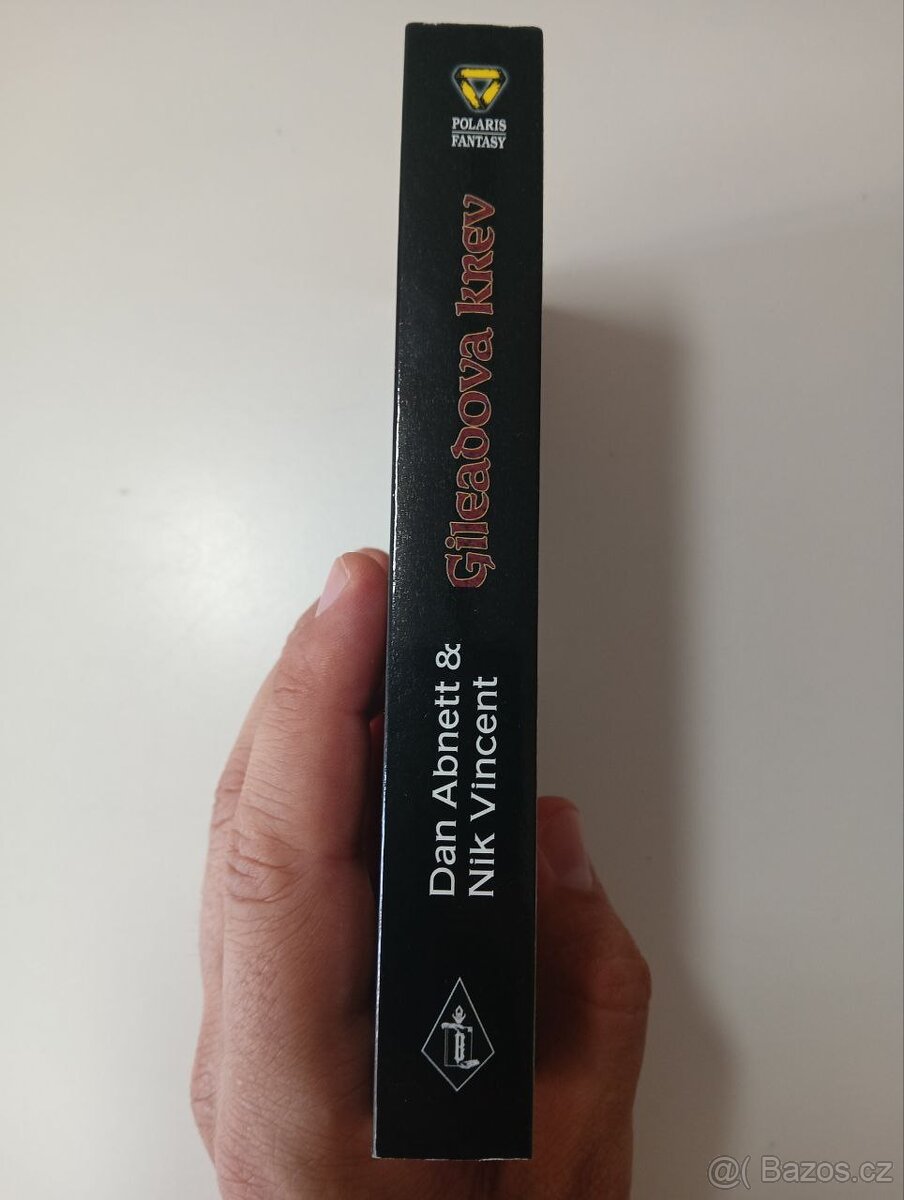 POLARIS
FANTASY
Gileadova krev
Dan Abnett &
Nik Vincent
@( Bazos.cz